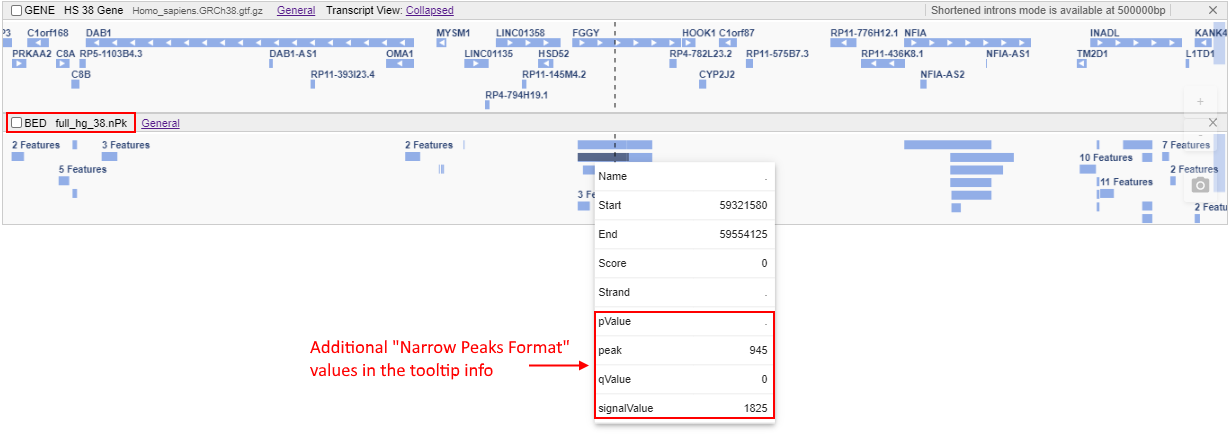 GENE HS 38 Gene Homo_sapiens.GRCh38.gtf.gz General Transcript View: Collapsed Shortened introns mode is available at 500000bp ×
P3 C1orf168 DAB1 MYSM1 LINC01358 FGGY HOOK1 C1orf87 RP11-776H12.1 NFIA INADL KANK4
PRKAA2 C8A RP5-1103B4.3 DAB1-AS1 OMA1 LINC01135 HSD52 RP4-782L23.2 RP11-575B7.3 RP11-436K8.1 NFIA-AS1 TM2D1 L1TD1
C8B RP11-393I23.4 RP11-145M4.2 CYP2J2 NFIA-AS2
RP4-794H19.1
+
BED full_hg_38.nPk General ×
-
2 Features 3 Features 2 Features 7 Features
5 Features 10 Features 2 Features
11 Features
3 F 2 Features
Name .
Start 59321580
End 59554125
Score 0
Strand .
pValue .
peak 945
qValue 0
signalValue 1825
Additional "Narrow Peaks Format"
values in the tooltip info